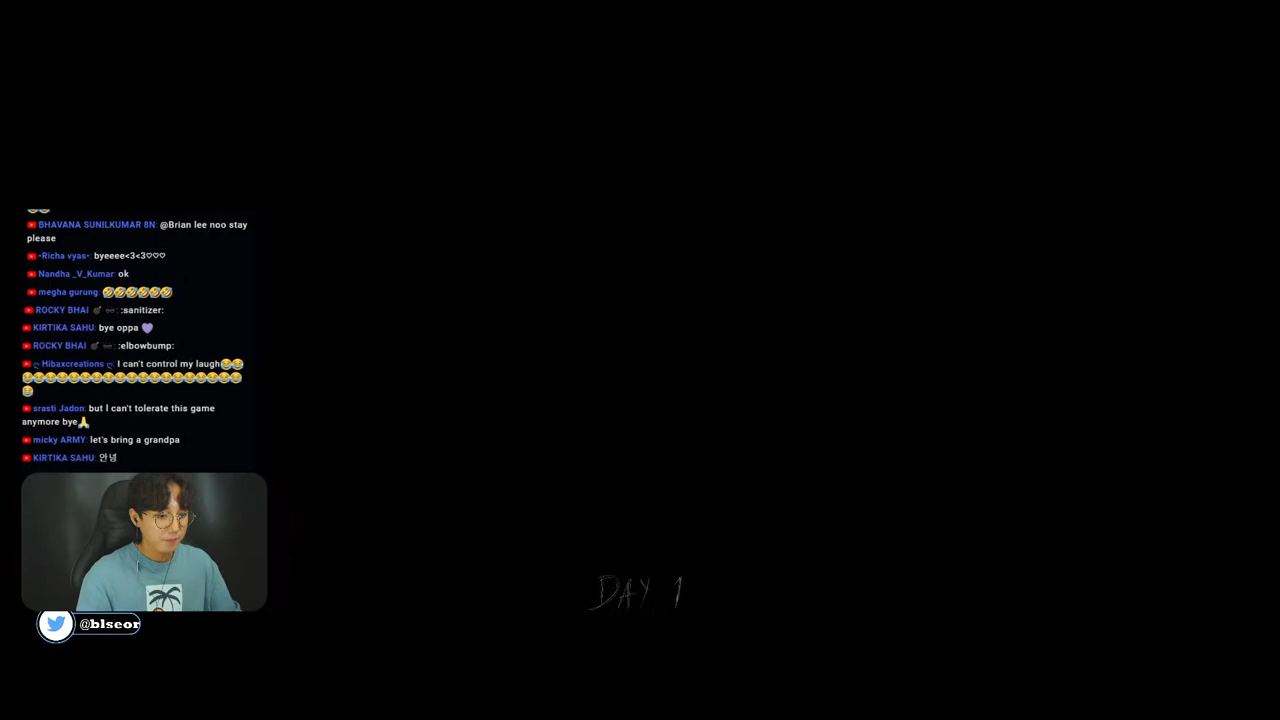 BHAVANA SUNILKUMAR 8N: @Brian lee noo stay
please
•Richa vyas•: byeeee<3<3♡♡♡
Nandha _V_Kumar: ok
megha gurung: 🤣🤣🤣🤣🤣🤣
ROCKY BHAI 💣 🕶: :sanitizer:
KIRTIKA SAHU: bye oppa 💜
ROCKY BHAI 💣 🕶: :elbowbump:
ღ Hibaxcreations ღ: I can't control my laugh😂😂
😂😂😂😂😂😂😂😂😂😂😂😂😂😂😂😂😂😂
😂
srasti Jadon: but I can't tolerate this game
anymore bye🙏
micky ARMY: let's bring a grandpa
KIRTIKA SAHU: 안녕
@blseor
DAY 1